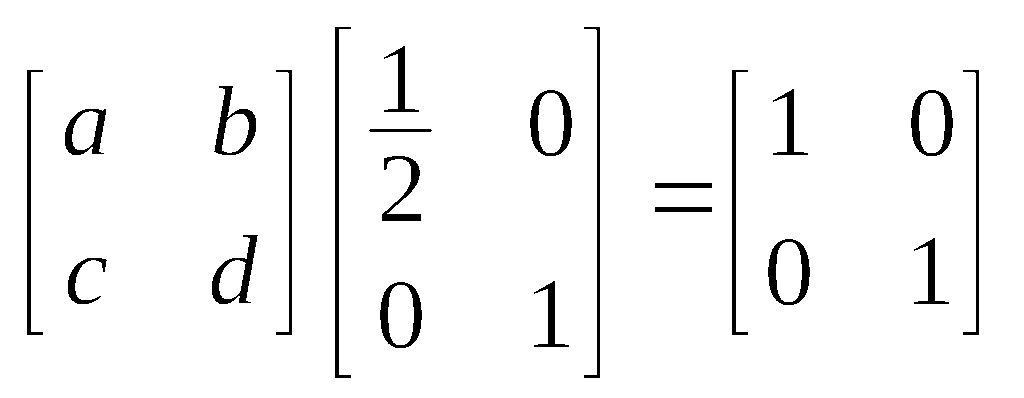 [a b; c d] [1/2 0; 0 1] = [1 0; 0 1]